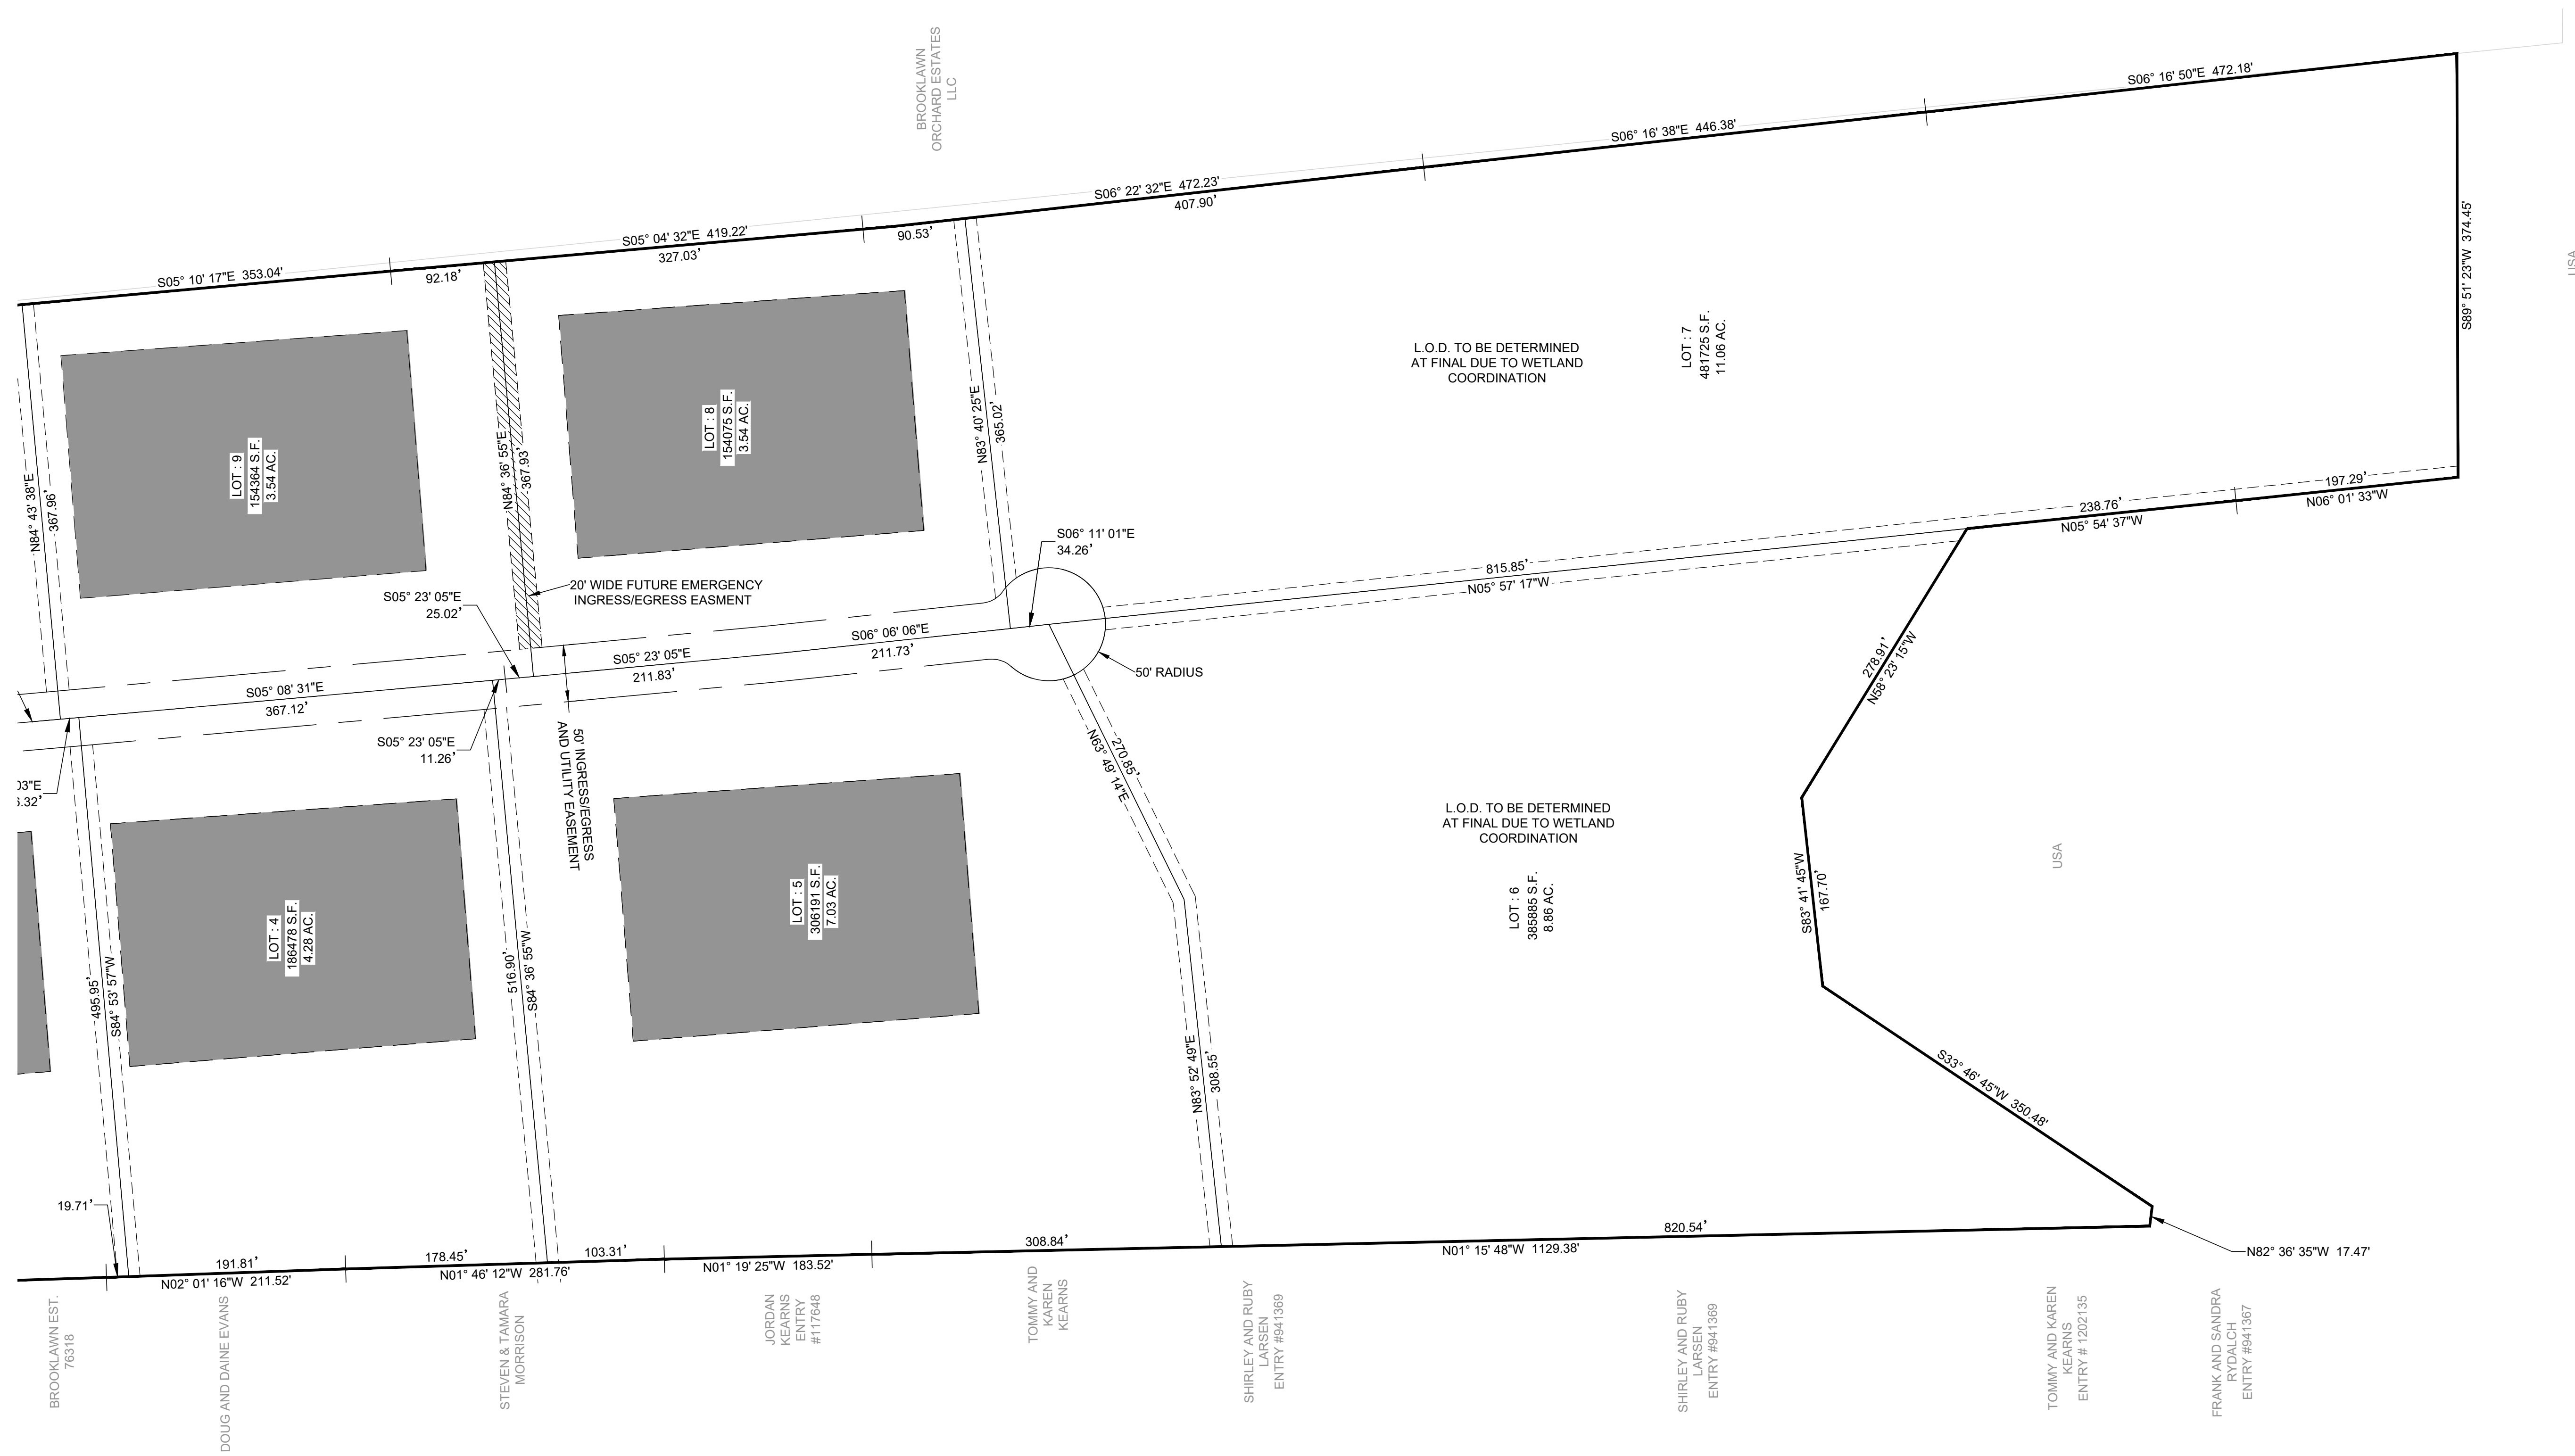 BROOKLAWN
ORCHARD ESTATES
LLC
S06° 16' 50"E 472.18'
S06° 16' 38"E 446.38'
S06° 22' 32"E 472.23'
407.90'
S05° 04' 32"E 419.22'
327.03'
90.53'
S05° 10' 17"E 353.04'
92.18'
S89° 51' 23"W 374.45'
USA
LOT : 7
481725 S.F.
11.06 AC.
L.O.D. TO BE DETERMINED
AT FINAL DUE TO WETLAND
COORDINATION
LOT : 8
154075 S.F.
3.54 AC.
LOT : 9
154364 S.F.
3.54 AC.
N83° 40' 25"E
365.02'
N84° 36' 55"E
367.93'
N84° 43' 38"E
367.96'
197.29'
N06° 01' 33"W
238.76'
N05° 54' 37"W
815.85'
N05° 57' 17"W
S06° 11' 01"E
34.26'
20' WIDE FUTURE EMERGENCY
INGRESS/EGRESS EASMENT
S05° 23' 05"E
25.02'
S06° 06' 06"E
211.73'
S05° 23' 05"E
211.83'
50' RADIUS
S05° 08' 31"E
367.12'
S05° 23' 05"E
11.26'
50' INGRESS/EGRESS
AND UTILITY EASEMENT
03"E
.32'
278.91'
N58° 23' 15"W
270.85'
N63° 49' 14"E
L.O.D. TO BE DETERMINED
AT FINAL DUE TO WETLAND
COORDINATION
LOT : 6
385885 S.F.
8.86 AC.
S83° 41' 45"W
167.70'
USA
LOT : 5
306191 S.F.
7.03 AC.
LOT : 4
186478 S.F.
4.28 AC.
495.95'
S84° 53' 57"W
516.90'
S84° 36' 55"W
N83° 52' 49"E
308.55'
S33° 46' 45"W 350.48'
N82° 36' 35"W 17.47'
19.71'
191.81'
N02° 01' 16"W 211.52'
178.45'
N01° 46' 12"W 281.76'
103.31'
N01° 19' 25"W 183.52'
308.84'
820.54'
N01° 15' 48"W 1129.38'
BROOKLAWN EST.
76318
DOUG AND DAINE EVANS
STEVEN & TAMARA
MORRISON
JORDAN
KEARNS
ENTRY
#117648
TOMMY AND
KAREN
KEARNS
SHIRLEY AND RUBY
LARSEN
ENTRY #941369
SHIRLEY AND RUBY
LARSEN
ENTRY #941369
TOMMY AND KAREN
KEARNS
ENTRY # 1202135
FRANK AND SANDRA
RYDALCH
ENTRY #941367